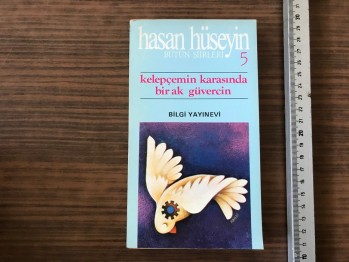 hasan hüseyin
BÜTÜN ŞİİRLERİ
5
kelepçemin karasında
bir ak güvercin
BİLGİ YAYINEVİ